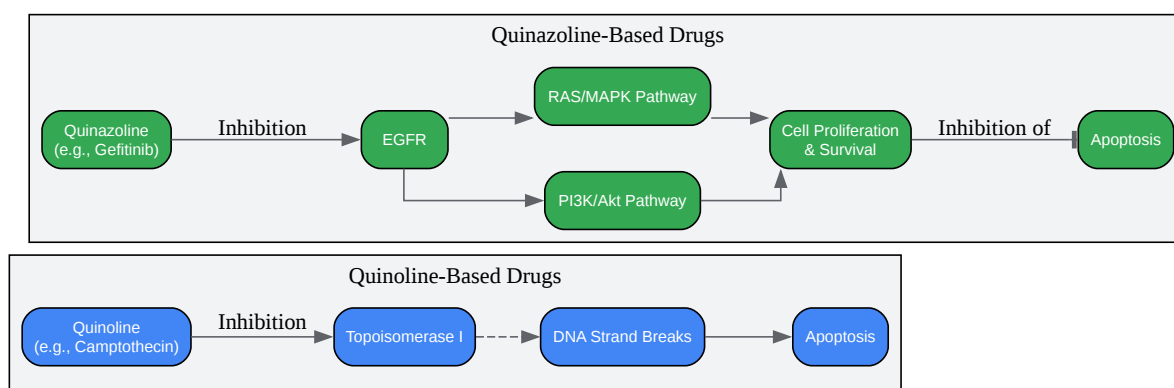 Quinazoline-Based Drugs
RAS/MAPK Pathway
Quinazoline
(e.g., Gefitinib)
Inhibition
EGFR
Cell Proliferation
& Survival
Inhibition of
Apoptosis
PI3K/Akt Pathway
Quinoline-Based Drugs
Quinoline
(e.g., Camptothecin)
Inhibition
Topoisomerase I
DNA Strand Breaks
Apoptosis